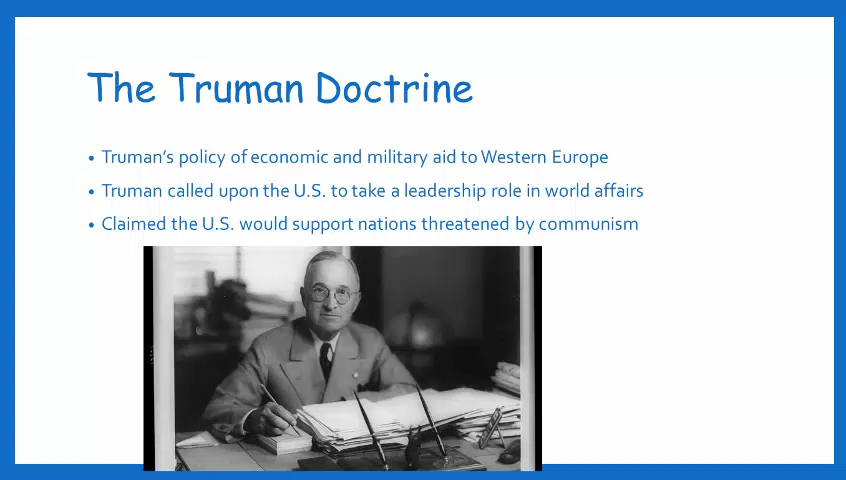 The Truman Doctrine
• Truman's policy of economic and military aid to Western Europe
• Truman called upon the U.S. to take a leadership role in world affairs
• Claimed the U.S. would support nations threatened by communism